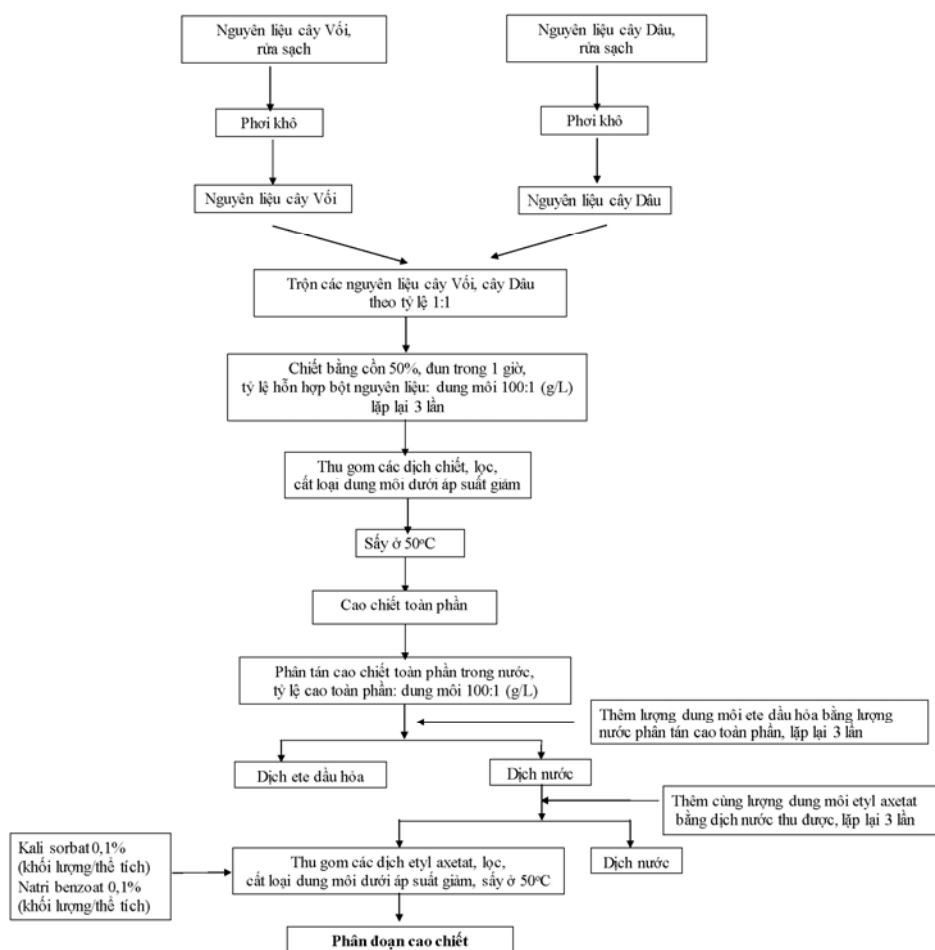 Nguyên liệu cây Vối,
rửa sạch
Nguyên liệu cây Dâu,
rửa sạch
Phơi khô
Phơi khô
Nguyên liệu cây Vối
Nguyên liệu cây Dâu
Trộn các nguyên liệu cây Vối, cây Dâu
theo tỷ lệ 1:1
Chiết bằng cồn 50%, đun trong 1 giờ,
tỷ lệ hỗn hợp bột nguyên liệu: dung môi 100:1 (g/L)
lặp lại 3 lần
Thu gom các dịch chiết, lọc,
cất loại dung môi dưới áp suất giảm
Sấy ở 50°C
Cao chiết toàn phần
Phân tán cao chiết toàn phần trong nước,
tỷ lệ cao toàn phần: dung môi 100:1 (g/L)
Thêm lượng dung môi ete dầu hỏa bằng lượng
nước phân tán cao toàn phần, lặp lại 3 lần
Dịch ete dầu hỏa
Dịch nước
Thêm cùng lượng dung môi etyl axetat
bằng dịch nước thu được, lặp lại 3 lần
Kali sorbat 0,1%
(khối lượng/thể tích)
Natri benzoat 0,1%
(khối lượng/thể tích)
Thu gom các dịch etyl axetat, lọc,
cất loại dung môi dưới áp suất giảm, sấy ở 50°C
Dịch nước
Phân đoạn cao chiết